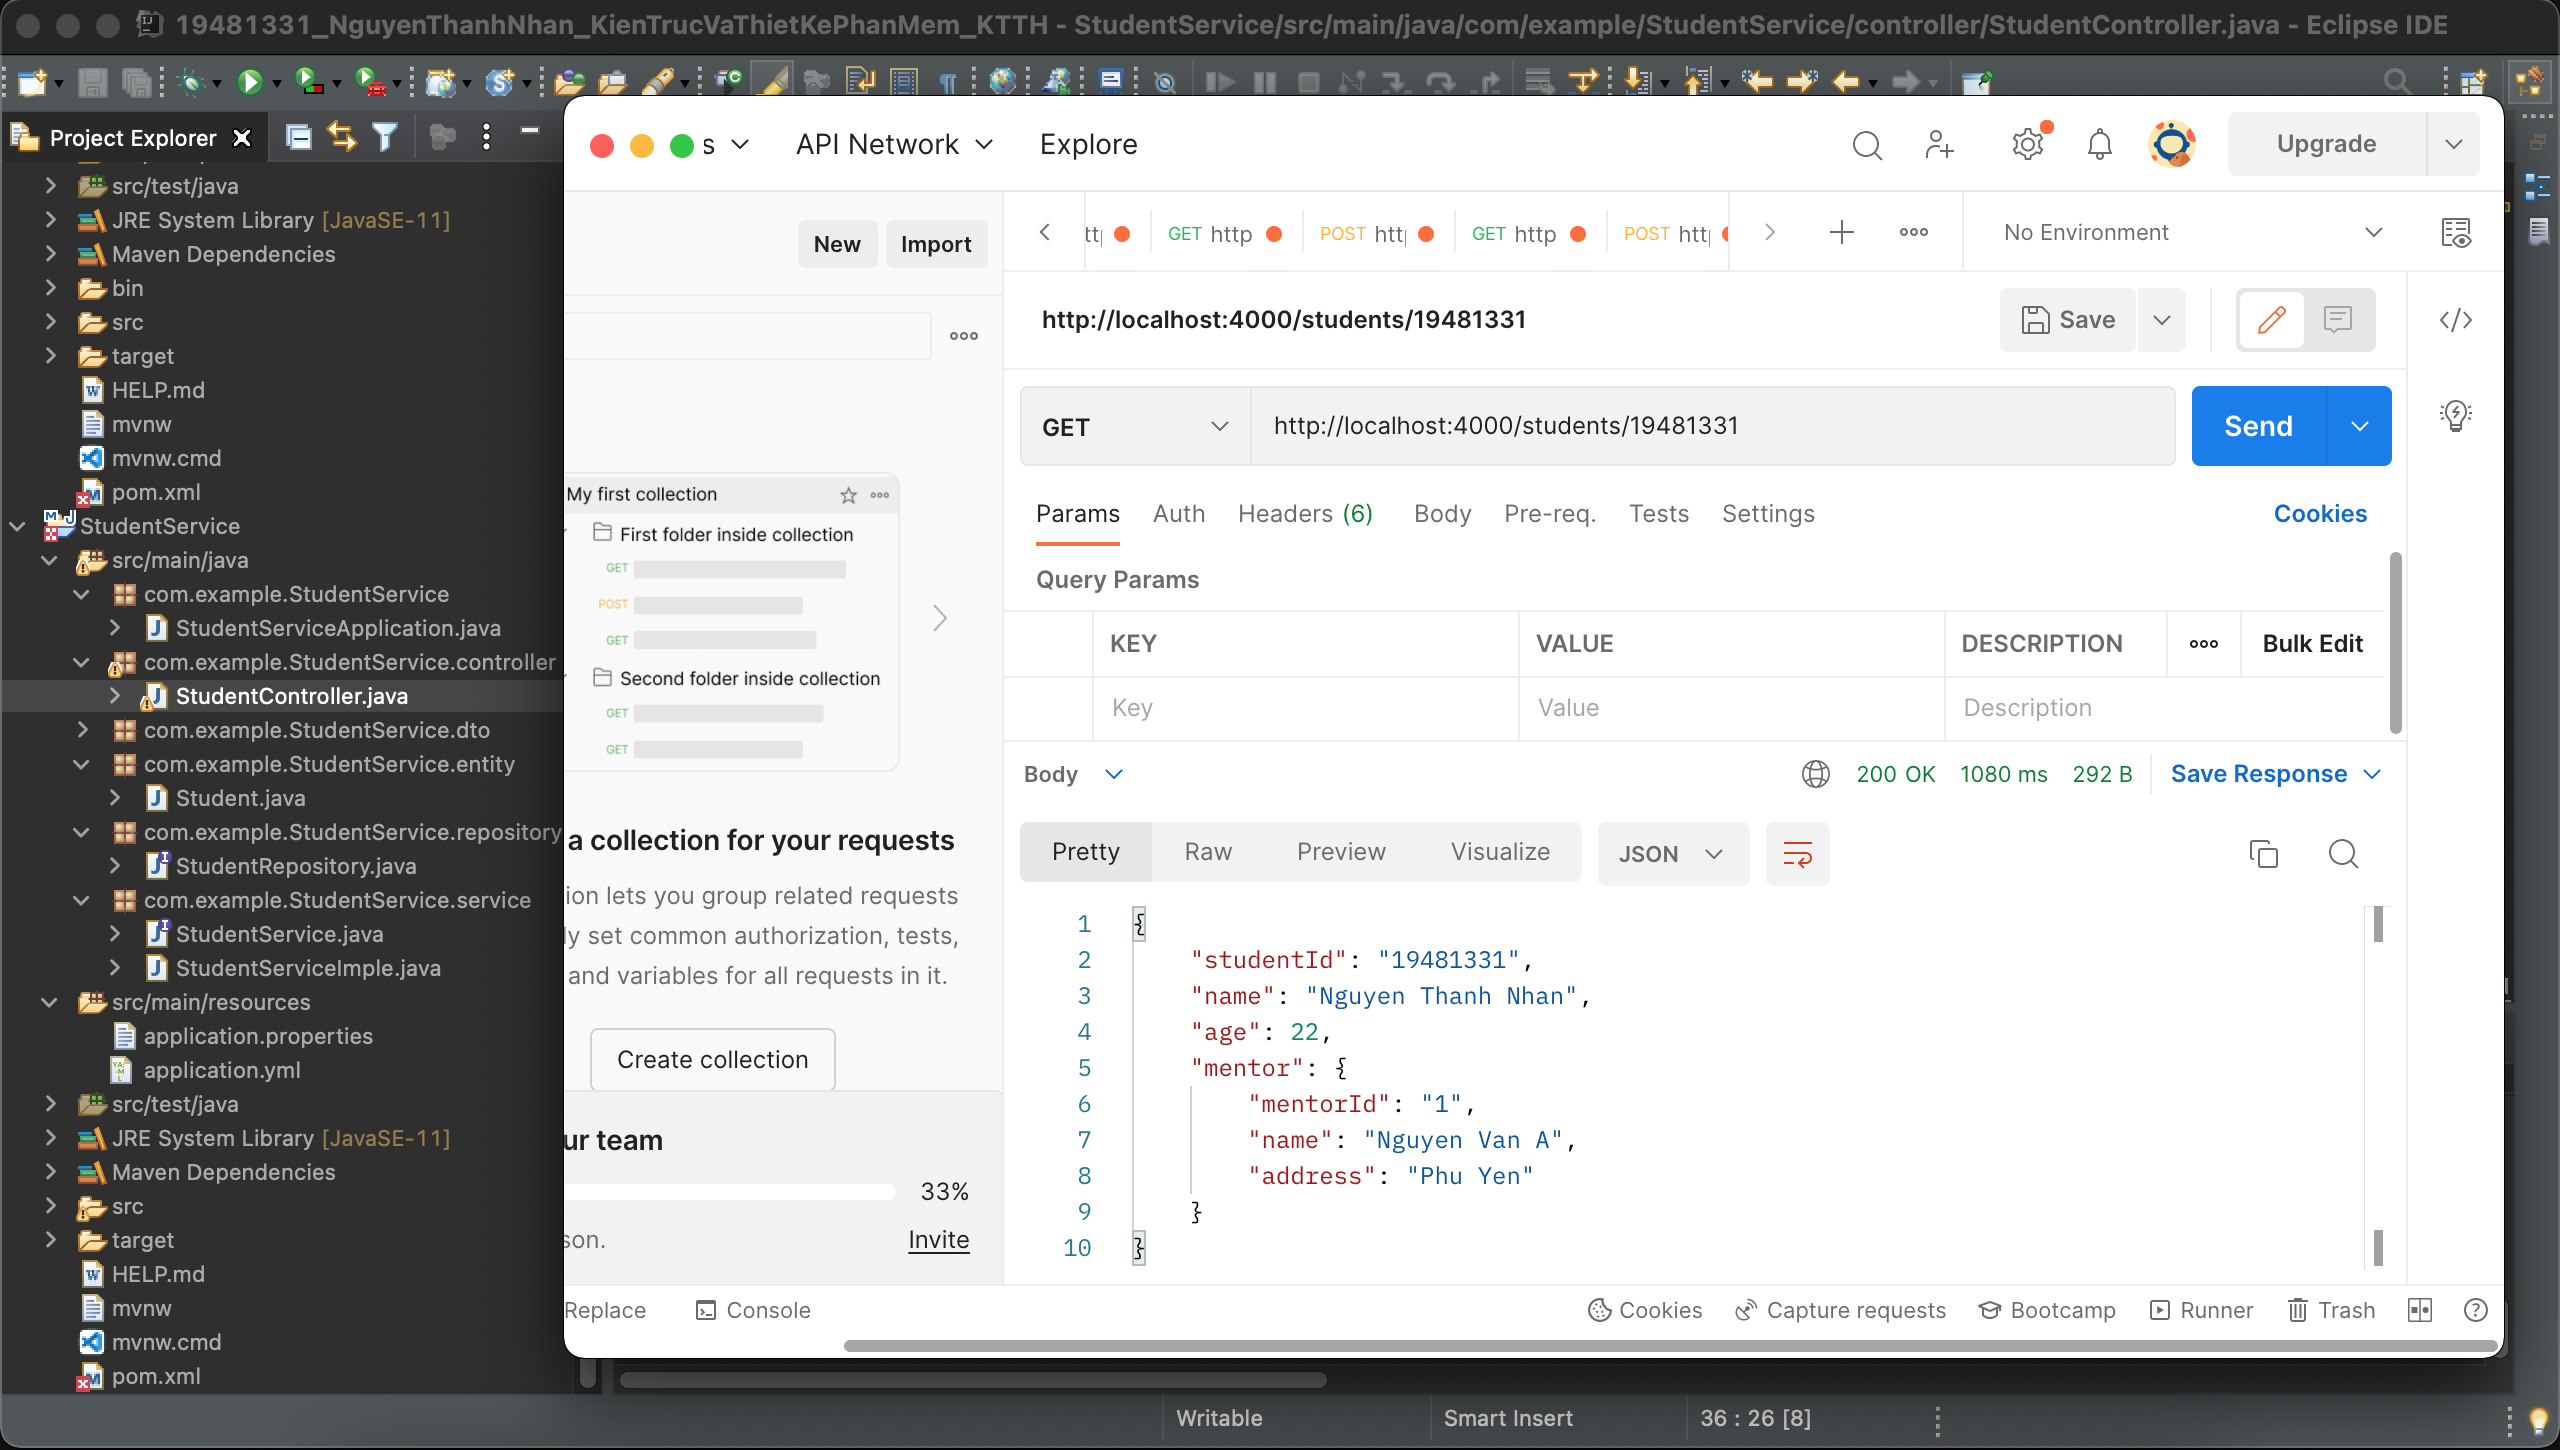 19481331_NguyenThanhNhan_KienTrucVaThietKePhanMem_KTTH - StudentService/src/main/java/com/example/StudentService/controller/StudentController.java - Eclipse IDE
Project Explorer
src/test/java
JRE System Library [JavaSE-11]
Maven Dependencies
bin
src
target
HELP.md
mvnw
mvnw.cmd
pom.xml
StudentService
src/main/java
com.example.StudentService
StudentServiceApplication.java
com.example.StudentService.controller
StudentController.java
com.example.StudentService.dto
com.example.StudentService.entity
Student.java
com.example.StudentService.repository
StudentRepository.java
com.example.StudentService.service
StudentService.java
StudentServiceImple.java
src/main/resources
application.properties
application.yml
src/test/java
JRE System Library [JavaSE-11]
Maven Dependencies
src
target
HELP.md
mvnw
mvnw.cmd
pom.xml
s API Network Explore Upgrade
New Import
GET http POST htt GET http POST htt No Environment
http://localhost:4000/students/19481331 Save
GET http://localhost:4000/students/19481331 Send
Params Auth Headers (6) Body Pre-req. Tests Settings Cookies
Query Params
KEY VALUE DESCRIPTION Bulk Edit
Key Value Description
My first collection
First folder inside collection
GET
POST
GET
Second folder inside collection
GET
GET
a collection for your requests
ion lets you group related requests
ly set common authorization, tests,
and variables for all requests in it.
Create collection
ur team
33%
son. Invite
Body 200 OK 1080 ms 292 B Save Response
Pretty Raw Preview Visualize JSON
1 {
2 "studentId": "19481331",
3 "name": "Nguyen Thanh Nhan",
4 "age": 22,
5 "mentor": {
6 "mentorId": "1",
7 "name": "Nguyen Van A",
8 "address": "Phu Yen"
9 }
10 }
Replace Console Cookies Capture requests Bootcamp Runner Trash
Writable Smart Insert 36 : 26 [8]